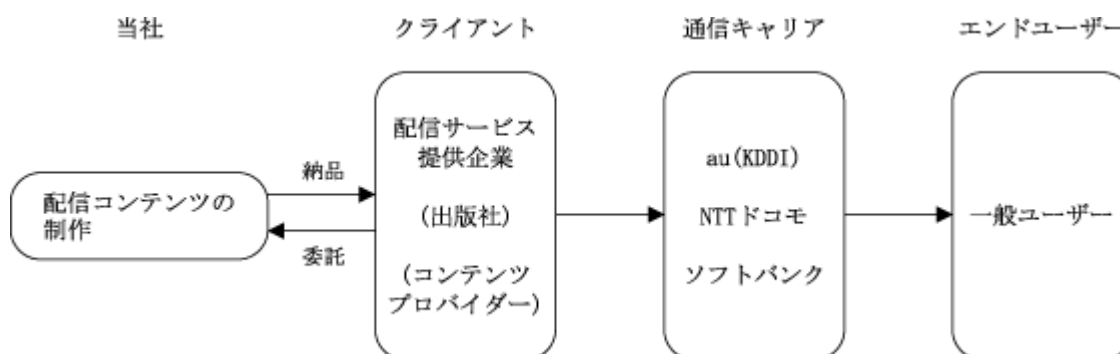 当社
クライアント
通信キャリア
エンドユーザー
配信コンテンツの
制作
納品
委託
配信サービス
提供企業
(出版社)
(コンテンツ
プロバイダー)
au(KDDI)
NTTドコモ
ソフトバンク
一般ユーザー